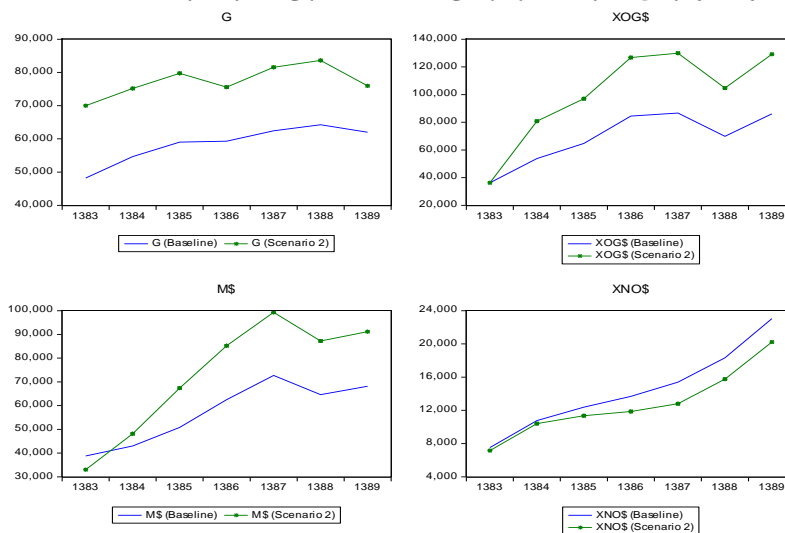 G
90,000
80,000
70,000
60,000
50,000
40,000
1383 1384 1385 1386 1387 1388 1389
G (Baseline) G (Scenario 2)
XOG$
140,000
120,000
100,000
80,000
60,000
40,000
20,000
1383 1384 1385 1386 1387 1388 1389
XOG$ (Baseline)
XOG$ (Scenario 2)
M$
100,000
90,000
80,000
70,000
60,000
50,000
40,000
30,000
1383 1384 1385 1386 1387 1388 1389
M$ (Baseline) M$ (Scenario 2)
XNO$
24,000
20,000
16,000
12,000
8,000
4,000
1383 1384 1385 1386 1387 1388 1389
XNO$ (Baseline)
XNO$ (Scenario 2)